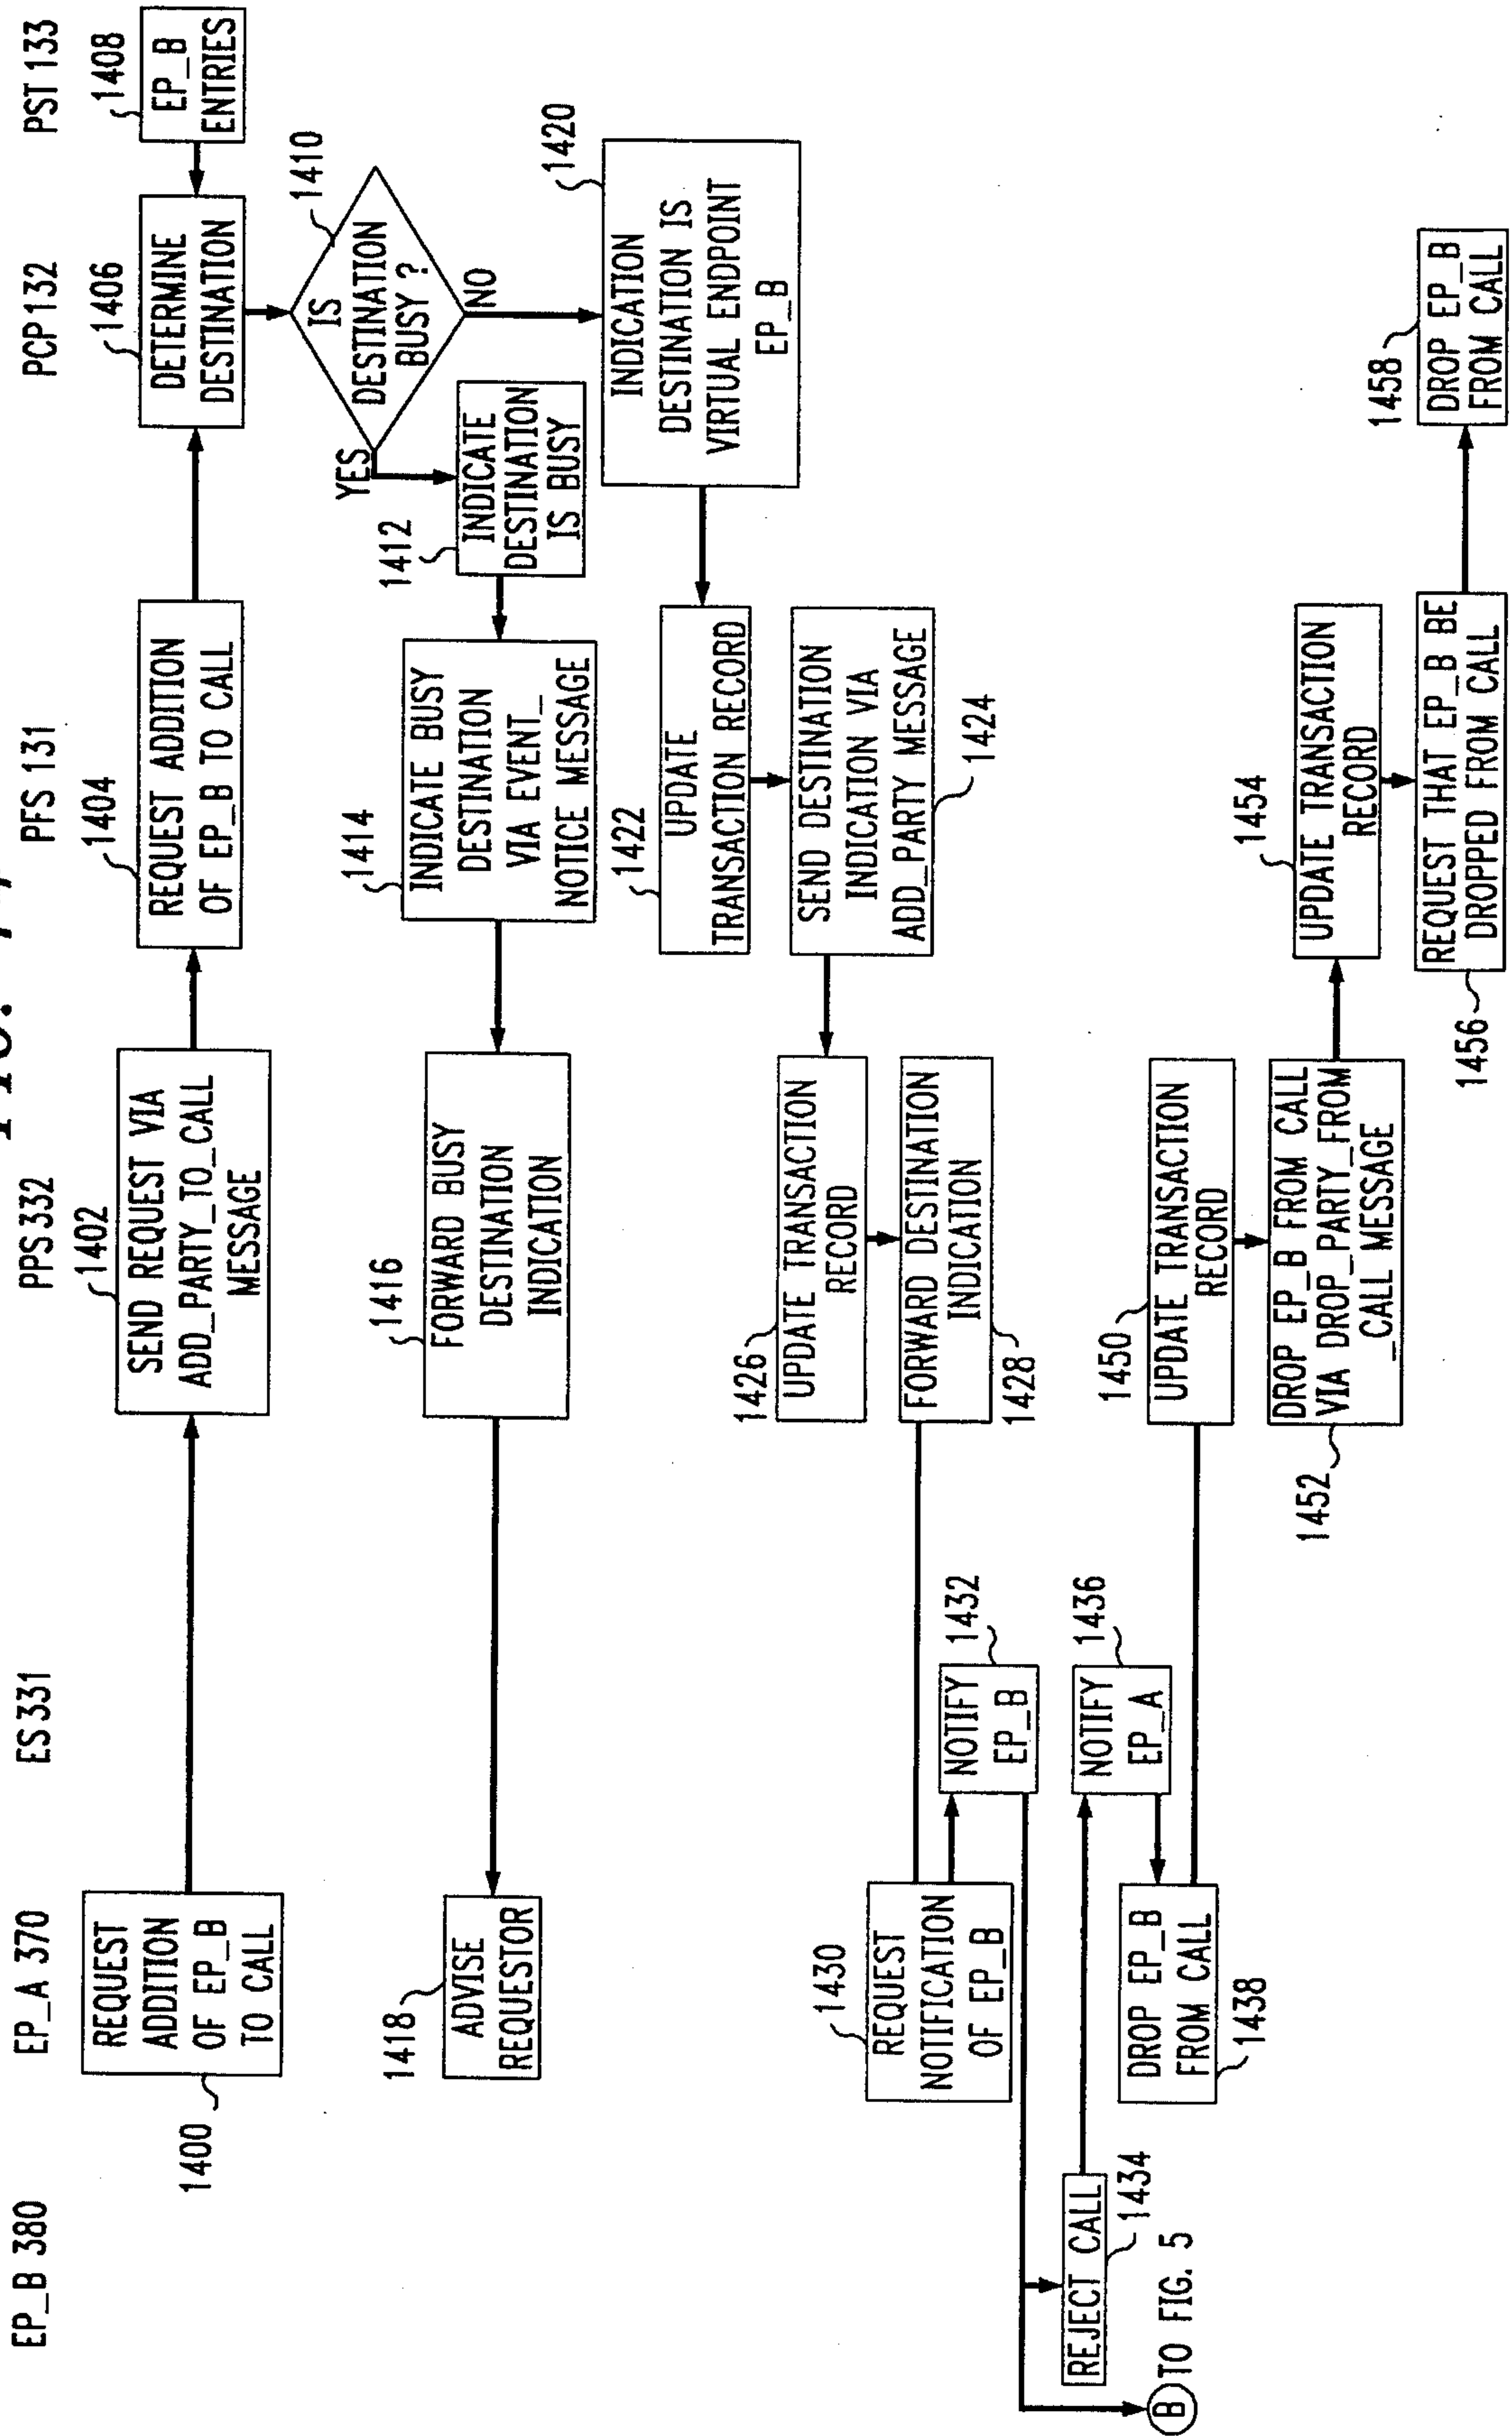 EP_B 380
EP_A 370
ES 331
PPS 332
PFS 131
PCP 132
PST 133
1400
REQUEST
ADDITION
OF EP_B
TO CALL
1402
SEND REQUEST VIA
ADD_PARTY_TO_CALL
MESSAGE
1404
REQUEST ADDITION
OF EP_B TO CALL
1406
DETERMINE
DESTINATION
1408
EP_B
ENTRIES
1410
IS
DESTINATION
BUSY ?
YES
NO
1412
INDICATE
DESTINATION
IS BUSY
1414
INDICATE BUSY
DESTINATION
VIA EVENT_
NOTICE MESSAGE
1416
FORWARD BUSY
DESTINATION
INDICATION
1418
ADVISE
REQUESTOR
1420
INDICATION
DESTINATION IS
VIRTUAL ENDPOINT
EP_B
1422
UPDATE
TRANSACTION RECORD
SEND DESTINATION
INDICATION VIA
ADD_PARTY MESSAGE
1424
1426
UPDATE TRANSACTION
RECORD
FORWARD DESTINATION
INDICATION
1428
1430
REQUEST
NOTIFICATION
OF EP_B
NOTIFY
EP_B
1432
REJECT CALL
1434
B TO FIG. 5
NOTIFY
EP_A
1436
DROP EP_B
FROM CALL
1438
1450
UPDATE TRANSACTION
RECORD
DROP EP_B FROM CALL
VIA DROP_PARTY_FROM
_CALL MESSAGE
1452
1454
UPDATE TRANSACTION
RECORD
REQUEST THAT EP_B BE
DROPPED FROM CALL
1456
1458
DROP EP_B
FROM CALL